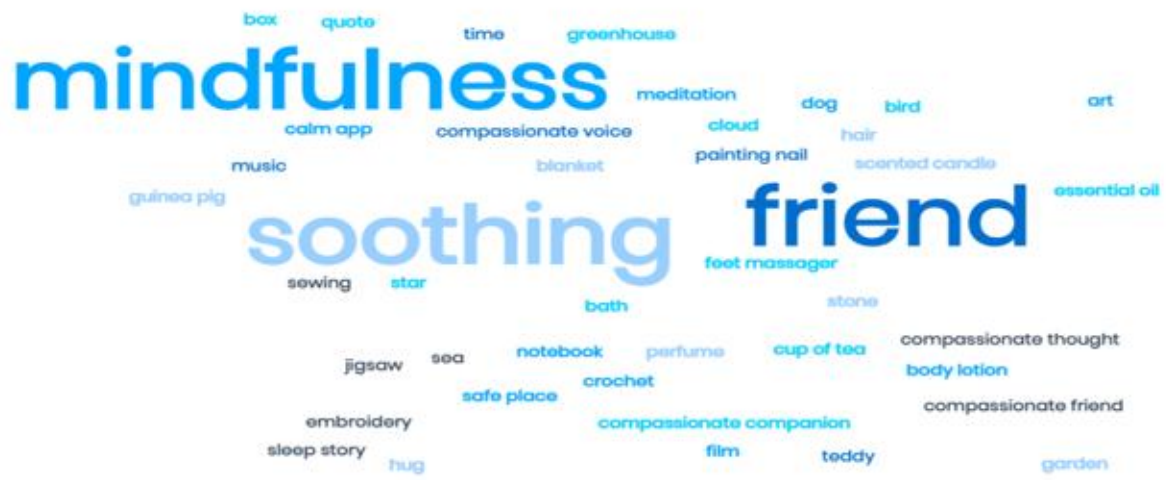 box quote
time greenhouse
mindfulness
meditation dog bird art
calm app compassionate voice cloud hair
music blanket painting nail scented candle
guinea pig essential oil
soothing friend
feet massager
sewing star
bath stone
compassionate thought
jigsaw sea notebook perfume cup of tea
body lotion
crochet
safe place compassionate friend
embroidery compassionate companion
sleep story film teddy
hug garden